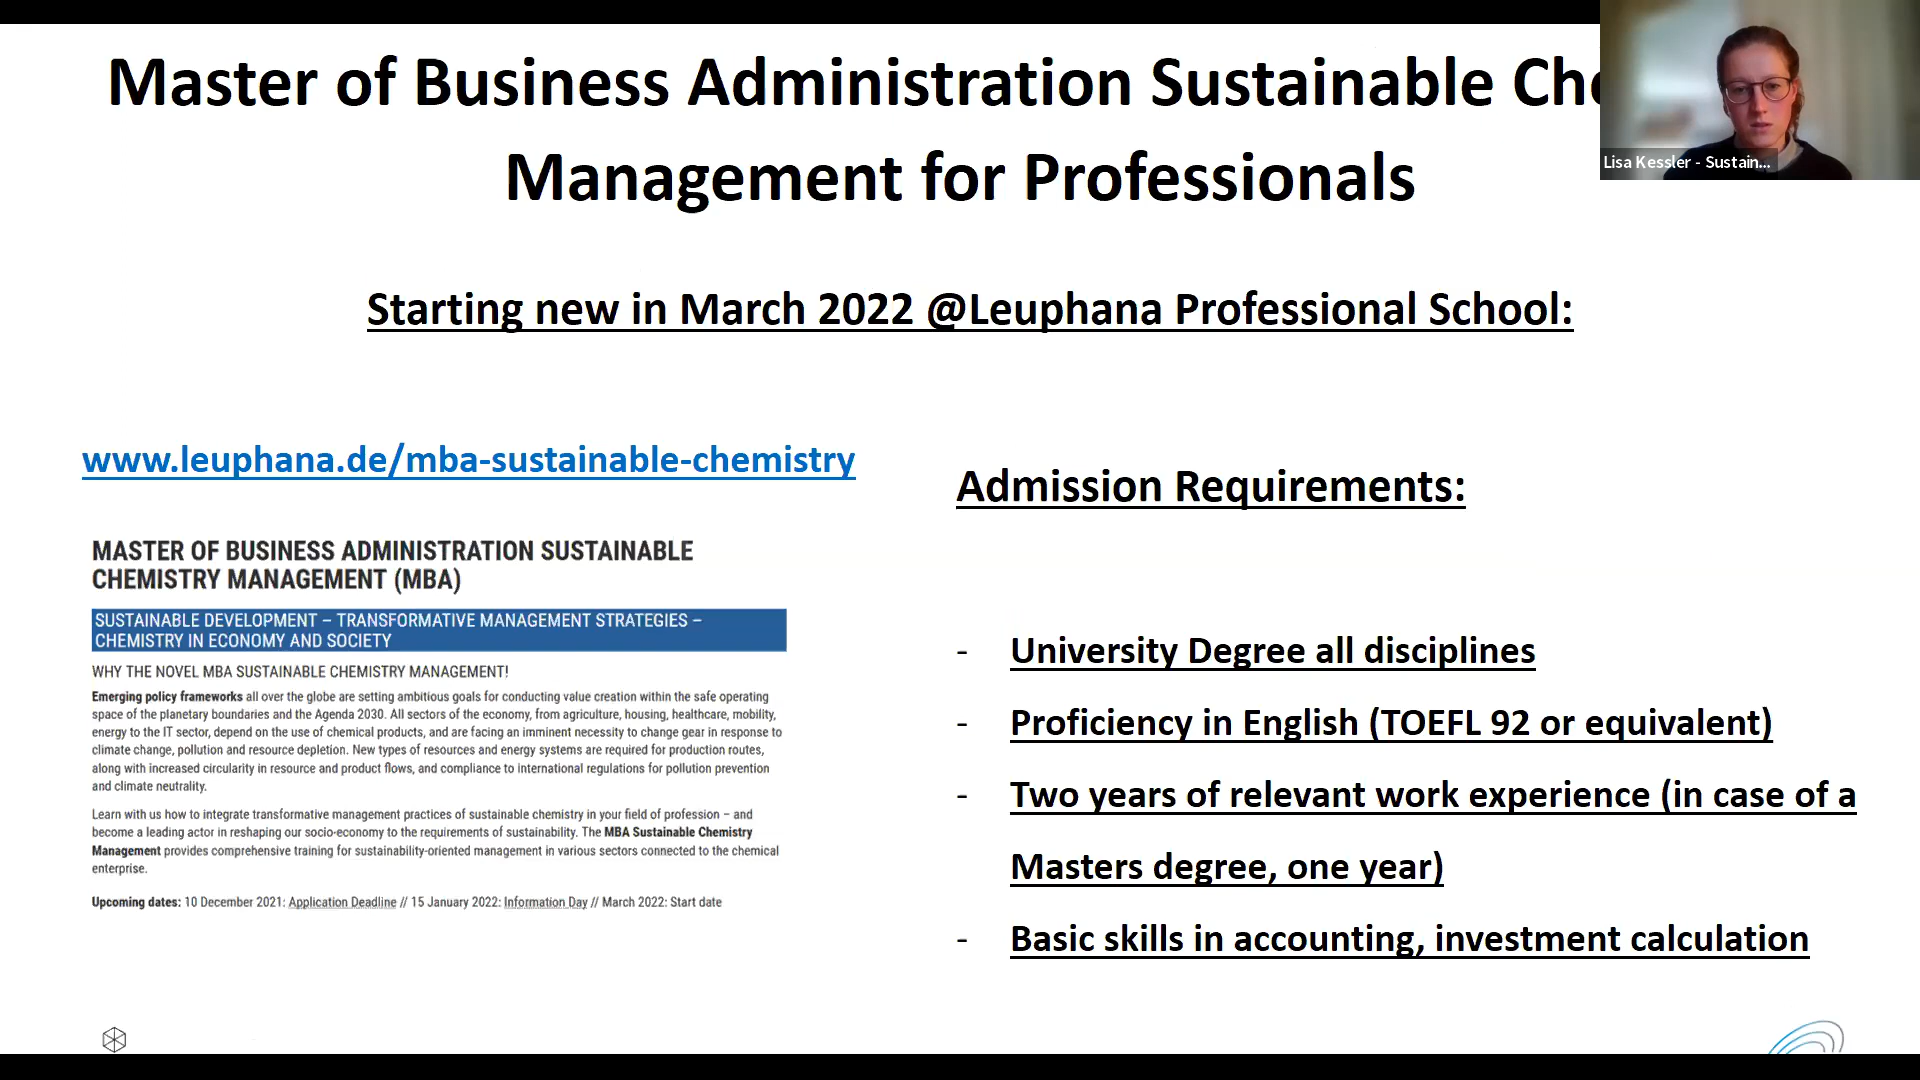 Master of Business Administration Sustainable Che
Management for Professionals
Lisa Kessler - Sustain...
Starting new in March 2022 @Leuphana Professional School:
www.leuphana.de/mba-sustainable-chemistry
MASTER OF BUSINESS ADMINISTRATION SUSTAINABLE
CHEMISTRY MANAGEMENT (MBA)
SUSTAINABLE DEVELOPMENT – TRANSFORMATIVE MANAGEMENT STRATEGIES –
CHEMISTRY IN ECONOMY AND SOCIETY
WHY THE NOVEL MBA SUSTAINABLE CHEMISTRY MANAGEMENT!
Emerging policy frameworks all over the globe are setting ambitious goals for conducting value creation within the safe operating
space of the planetary boundaries and the Agenda 2030. All sectors of the economy, from agriculture, housing, healthcare, mobility,
energy to the IT sector, depend on the use of chemical products, and are facing an imminent necessity to change gear in response to
climate change, pollution and resource depletion. New types of resources and energy systems are required for production routes,
along with increased circularity in resource and product flows, and compliance to international regulations for pollution prevention
and climate neutrality.
Learn with us how to integrate transformative management practices of sustainable chemistry in your field of profession – and
become a leading actor in reshaping our socio-economy to the requirements of sustainability. The MBA Sustainable Chemistry
Management provides comprehensive training for sustainability-oriented management in various sectors connected to the chemical
enterprise.
Upcoming dates: 10 December 2021: Application Deadline // 15 January 2022: Information Day // March 2022: Start date
Admission Requirements:
- University Degree all disciplines
- Proficiency in English (TOEFL 92 or equivalent)
- Two years of relevant work experience (in case of a
Masters degree, one year)
- Basic skills in accounting, investment calculation